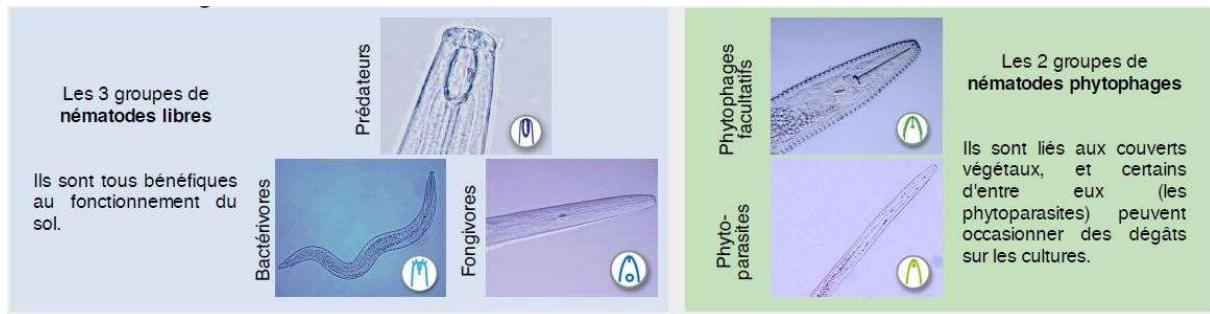 Les 3 groupes de
nématodes libres
Ils sont tous bénéfiques
au fonctionnement du
sol.
Prédateurs
Bactérivores
Fongivores
Phytophages
facultatifs
Phyto-
parasites
Les 2 groupes de
nématodes phytophages
Ils sont liés aux couverts
végétaux, et certains
d'entre eux (les
phytoparasites) peuvent
occasionner des dégâts
sur les cultures.